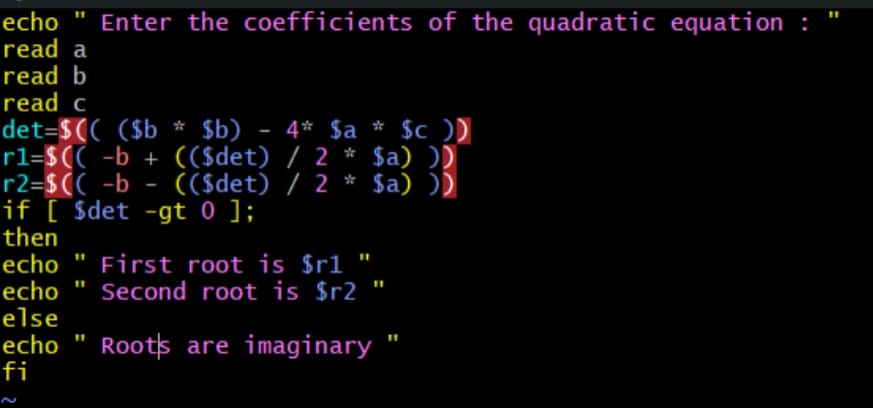 echo " Enter the coefficients of the quadratic equation : "
read a
read b
read c
det=$(( ($b * $b) - 4* $a * $c ))
r1=$(( -b + (($det) / 2 * $a) ))
r2=$(( -b - (($det) / 2 * $a) ))
if [ $det -gt 0 ];
then
echo " First root is $r1 "
echo " Second root is $r2 "
else
echo " Roots are imaginary "
fi
~